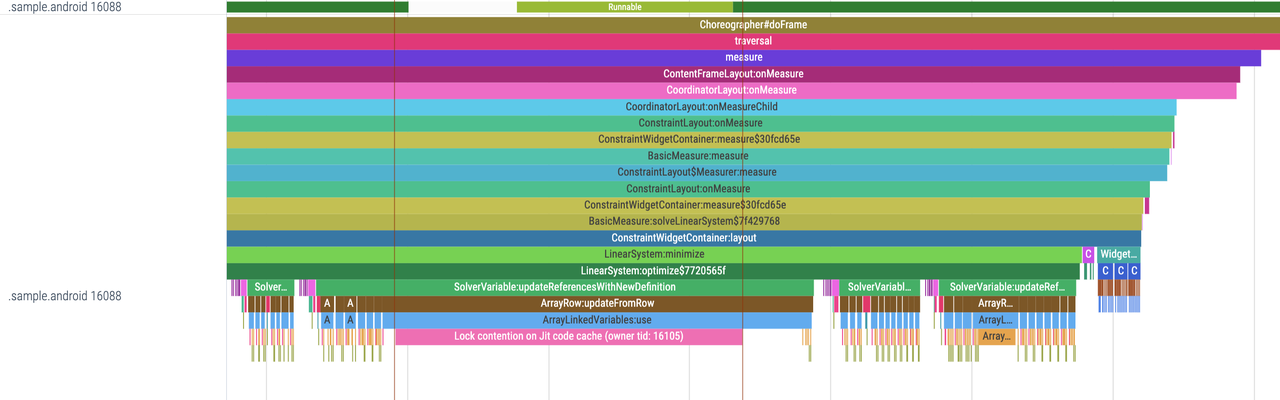 .sample.android 16088
Runnable
Choreographer#doFrame
traversal
measure
ContentFrameLayout:onMeasure
CoordinatorLayout:onMeasure
CoordinatorLayout:onMeasureChild
ConstraintLayout:onMeasure
ConstraintWidgetContainer:measure$30fcd65e
BasicMeasure:measure
ConstraintLayout$Measurer:measure
ConstraintLayout:onMeasure
ConstraintWidgetContainer:measure$30fcd65e
BasicMeasure:solveLinearSystem$7f429768
ConstraintWidgetContainer:layout
LinearSystem:minimize C Widget...
LinearSystem:optimize$7720565f C C C
.sample.android 16088
Solver... SolverVariable:updateReferencesWithNewDefinition SolverVariabl... SolverVariable:updateRef...
A A ArrayRow:updateFromRow ArrayR...
A A ArrayLinkedVariables:use ArrayL...
Lock contention on Jit code cache (owner tid: 16105) Array...